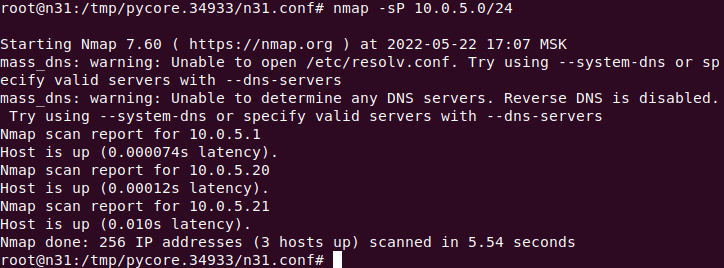 root@n31:/tmp/pycore.34933/n31.conf# nmap -sP 10.0.5.0/24
Starting Nmap 7.60 ( https://nmap.org ) at 2022-05-22 17:07 MSK
mass_dns: warning: Unable to open /etc/resolv.conf. Try using --system-dns or sp
ecify valid servers with --dns-servers
mass_dns: warning: Unable to determine any DNS servers. Reverse DNS is disabled.
 Try using --system-dns or specify valid servers with --dns-servers
Nmap scan report for 10.0.5.1
Host is up (0.000074s latency).
Nmap scan report for 10.0.5.20
Host is up (0.00012s latency).
Nmap scan report for 10.0.5.21
Host is up (0.010s latency).
Nmap done: 256 IP addresses (3 hosts up) scanned in 5.54 seconds
root@n31:/tmp/pycore.34933/n31.conf#